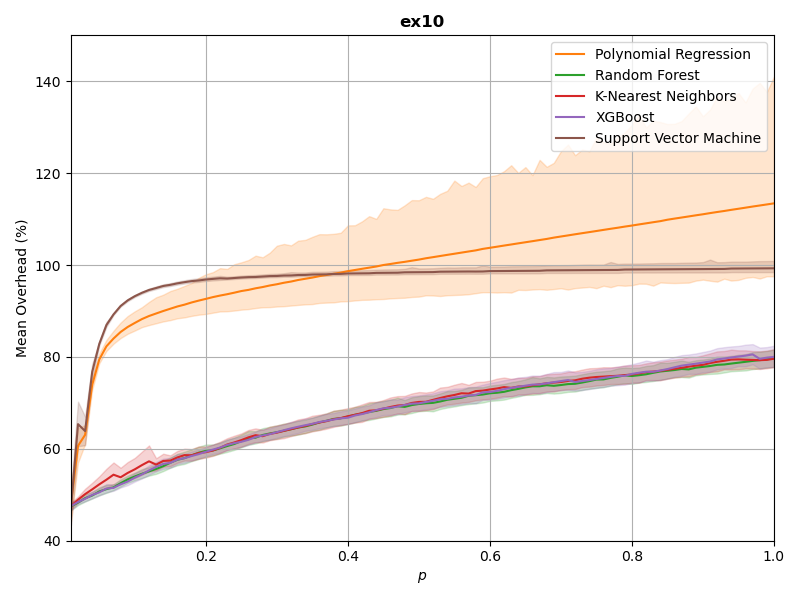 ex10
Mean Overhead (%)
140
120
100
80
60
40
0.2
0.4
0.6
0.8
1.0
p
Polynomial Regression
Random Forest
K-Nearest Neighbors
XGBoost
Support Vector Machine